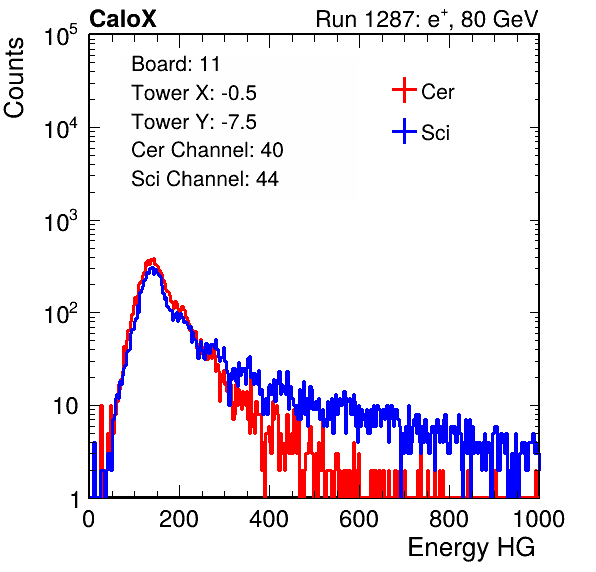 CaloX
Run 1287: e⁺, 80 GeV
Counts
10⁵
10⁴
10³
10²
10
1
Board: 11
Tower X: -0.5
Tower Y: -7.5
Cer Channel: 40
Sci Channel: 44
Cer
Sci
0 200 400 600 800 1000
Energy HG